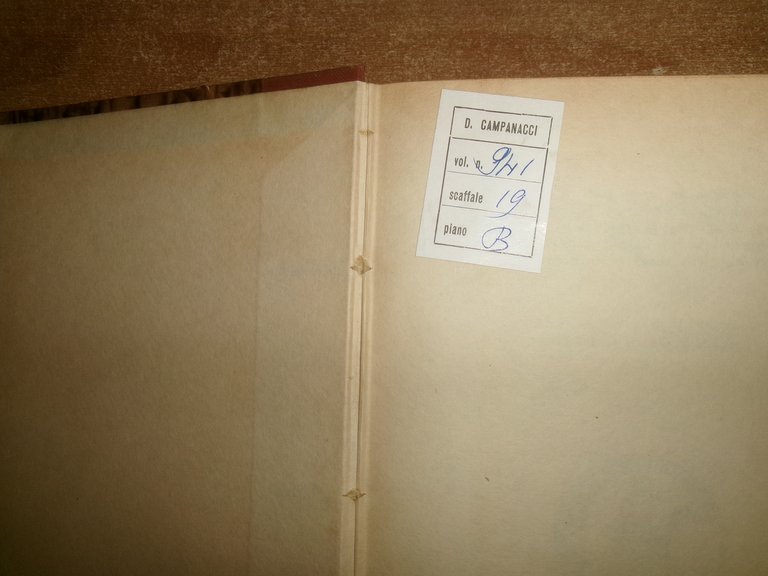 D. CAMPANACCI
vol. n. 941
scaffale 19
piano B